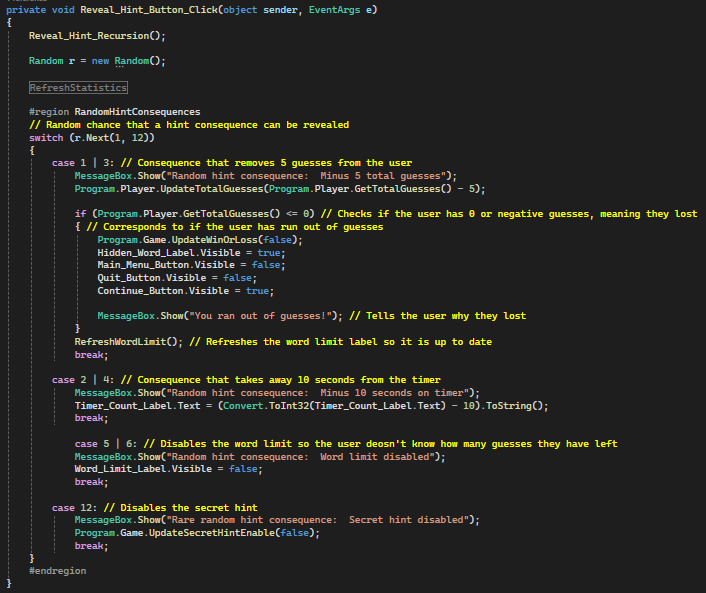 private void Reveal_Hint_Button_Click(object sender, EventArgs e)
{
Reveal_Hint_Recursion();
Random r = new Random();
RefreshStatistics
#region RandomHintConsequences
// Random chance that a hint consequence can be revealed
switch (r.Next(1, 12))
{
case 1 | 3: // Consequence that removes 5 guesses from the user
MessageBox.Show("Random hint consequence:  Minus 5 total guesses");
Program.Player.UpdateTotalGuesses(Program.Player.GetTotalGuesses() - 5);
if (Program.Player.GetTotalGuesses() <= 0) // Checks if the user has 0 or negative guesses, meaning they lost
{ // Corresponds to if the user has run out of guesses
Program.Game.UpdateWinOrLoss(false);
Hidden_Word_Label.Visible = true;
Main_Menu_Button.Visible = false;
Quit_Button.Visible = false;
Continue_Button.Visible = true;
MessageBox.Show("You ran out of guesses!"); // Tells the user why they lost
}
RefreshWordLimit(); // Refreshes the word limit label so it is up to date
break;
case 2 | 4: // Consequence that takes away 10 seconds from the timer
MessageBox.Show("Random hint consequence:  Minus 10 seconds on timer");
Timer_Count_Label.Text = (Convert.ToInt32(Timer_Count_Label.Text) - 10).ToString();
break;
case 5 | 6: // Disables the word limit so the user deosn't know how many guesses they have left
MessageBox.Show("Random hint consequence:  Word limit disabled");
Word_Limit_Label.Visible = false;
break;
case 12: // Disables the secret hint
MessageBox.Show("Rare random hint consequence:  Secret hint disabled");
Program.Game.UpdateSecretHintEnable(false);
break;
}
#endregion
}